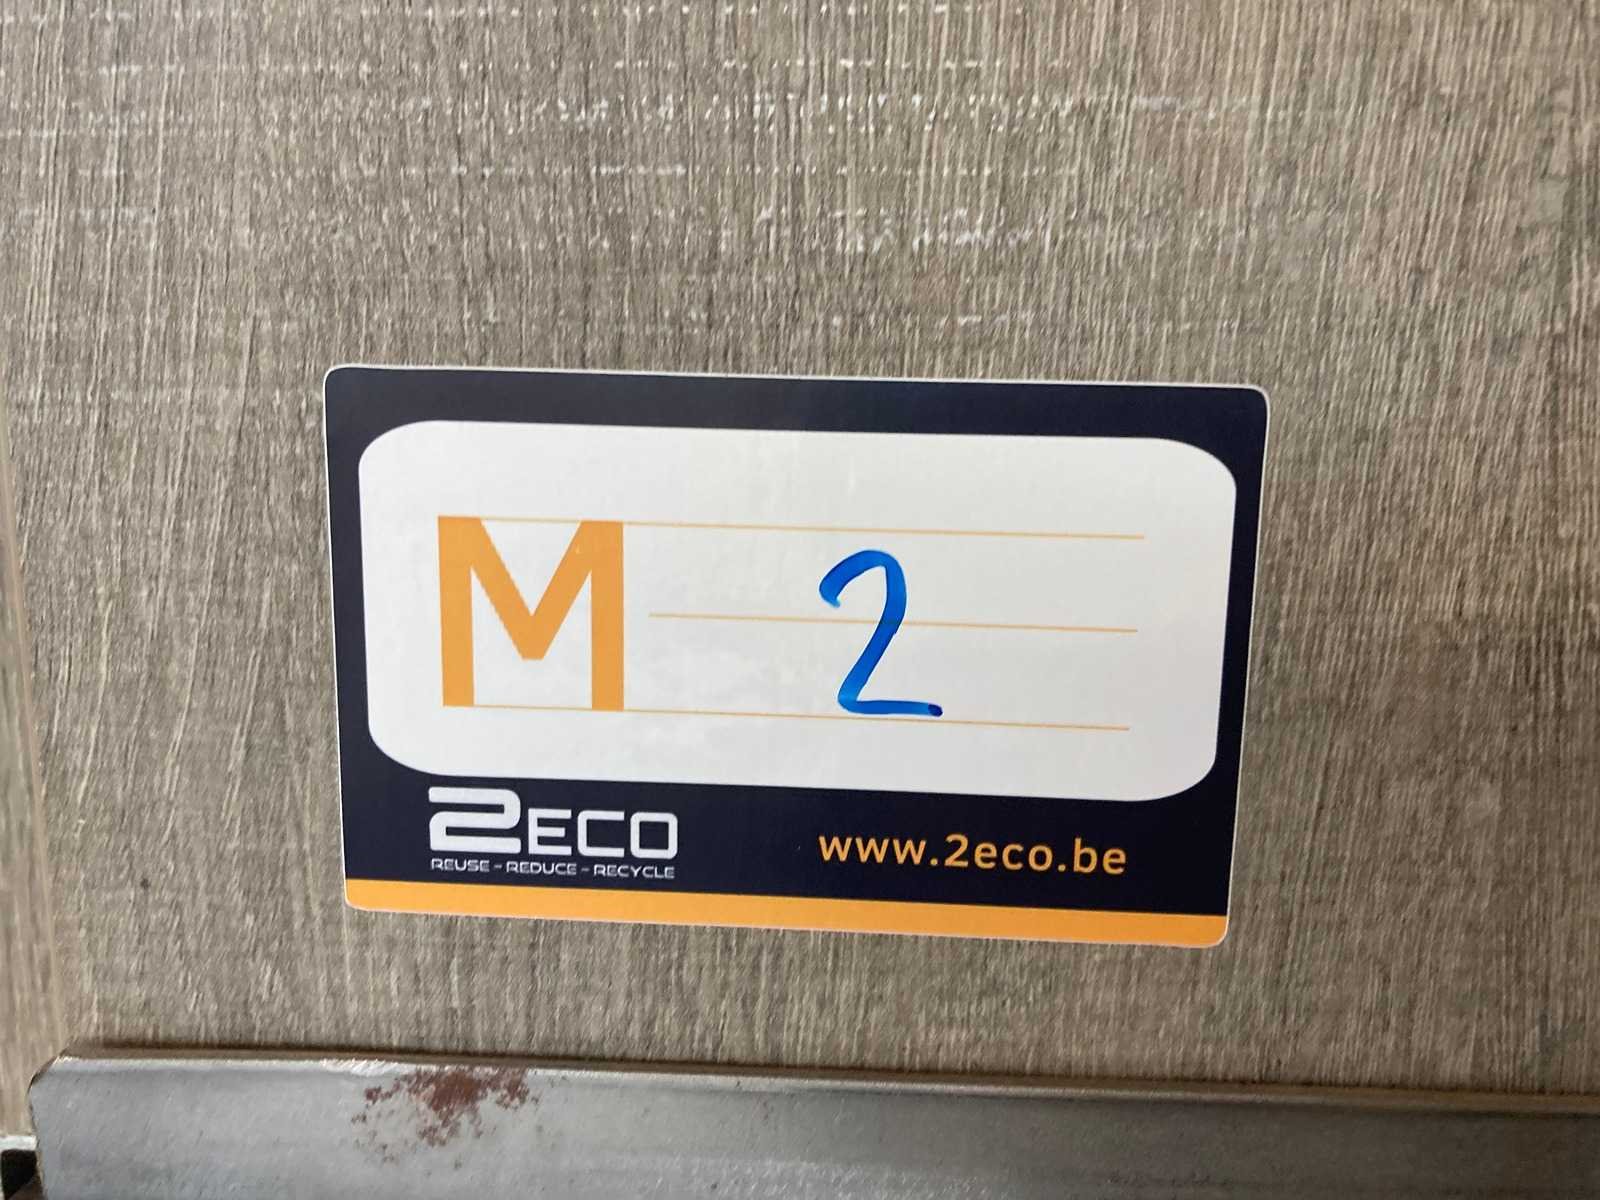 M 2
2ECO
REUSE - REDUCE - RECYCLE
www.2eco.be